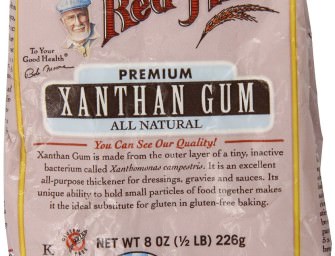 To Your
Good Health®
Bob Moore
PREMIUM
XANTHAN GUM
ALL NATURAL
You Can See Our Quality!
Xanthan Gum is made from the outer layer of a tiny, inactive
bacterium called Xanthomonas campestris. It is an excellent
all-purpose thickener for dressings, gravies and sauces. Its
unique ability to hold small particles of food together makes
it the ideal substitute for gluten in gluten-free baking.
K
NET WT 8 OZ (½ LB) 226g